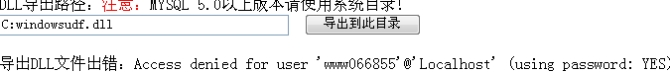 DLL导出路径：注意：MYSQL 5.0以上版本请使用系统目录!
C:windowsudf.dll 导出到此目录
导出DLL文件出错：Access denied for user 'www066855'@'Localhost' (using password: YES)